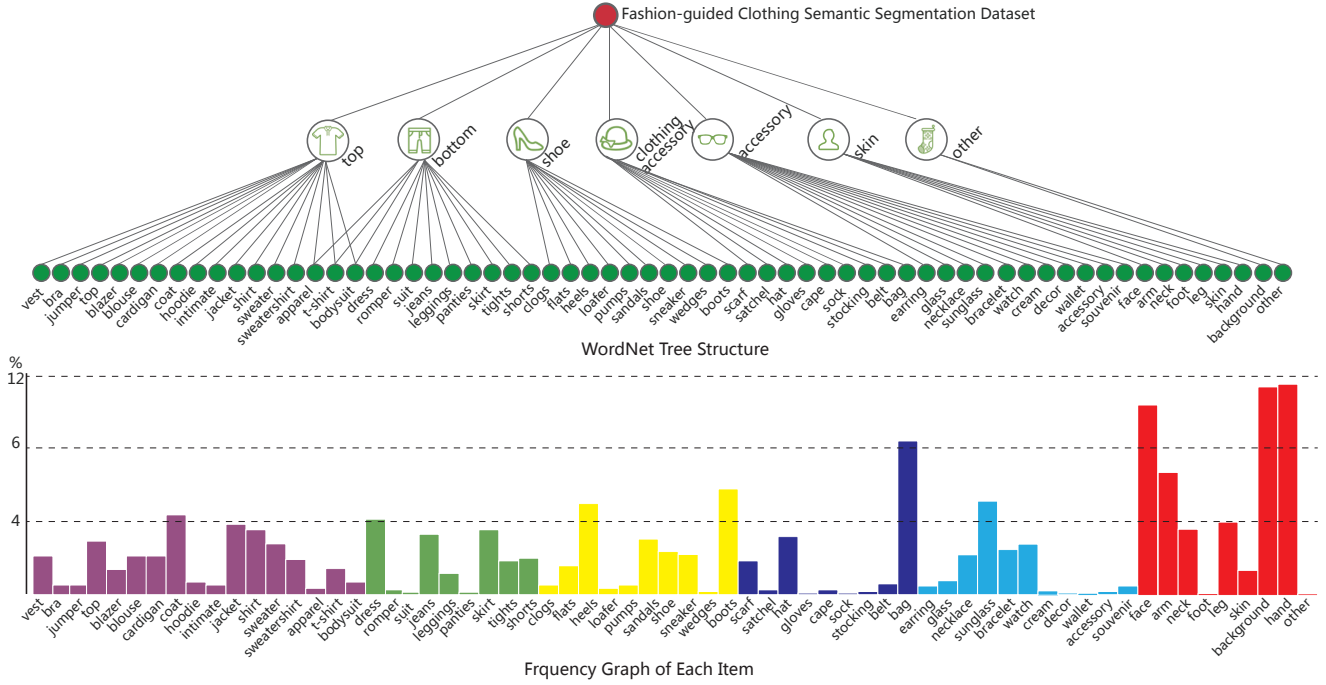 Fashion-guided Clothing Semantic Segmentation Dataset
top
bottom
shoe
clothing
accessory
accessory
skin
other
vest
bra
jumper
top
blazer
blouse
cardigan
coat
hoodie
intimate
jacket
shirt
sweater
sweatershirt
apparel
t-shirt
bodysuit
dress
romper
suit
jeans
leggings
panties
skirt
tights
shorts
clogs
flats
heels
loafer
pumps
sandals
shoe
sneaker
wedges
boots
scarf
satchel
hat
gloves
cape
sock
stocking
belt
bag
earring
glass
necklace
sunglass
bracelet
watch
cream
decor
wallet
accessory
souvenir
face
arm
neck
foot
leg
skin
hand
background
other
WordNet Tree Structure
%
12
6
4
vest
bra
jumper
top
blazer
blouse
cardigan
coat
hoodie
intimate
jacket
shirt
sweater
sweatershirt
apparel
t-shirt
bodysuit
dress
romper
suit
jeans
leggings
panties
skirt
tights
shorts
clogs
flats
heels
loafer
pumps
sandals
shoe
sneaker
wedges
boots
scarf
satchel
hat
gloves
cape
sock
stocking
belt
bag
earring
glass
necklace
sunglass
bracelet
watch
cream
decor
wallet
accessory
souvenir
face
arm
neck
foot
leg
skin
background
hand
other
Frquency Graph of Each Item